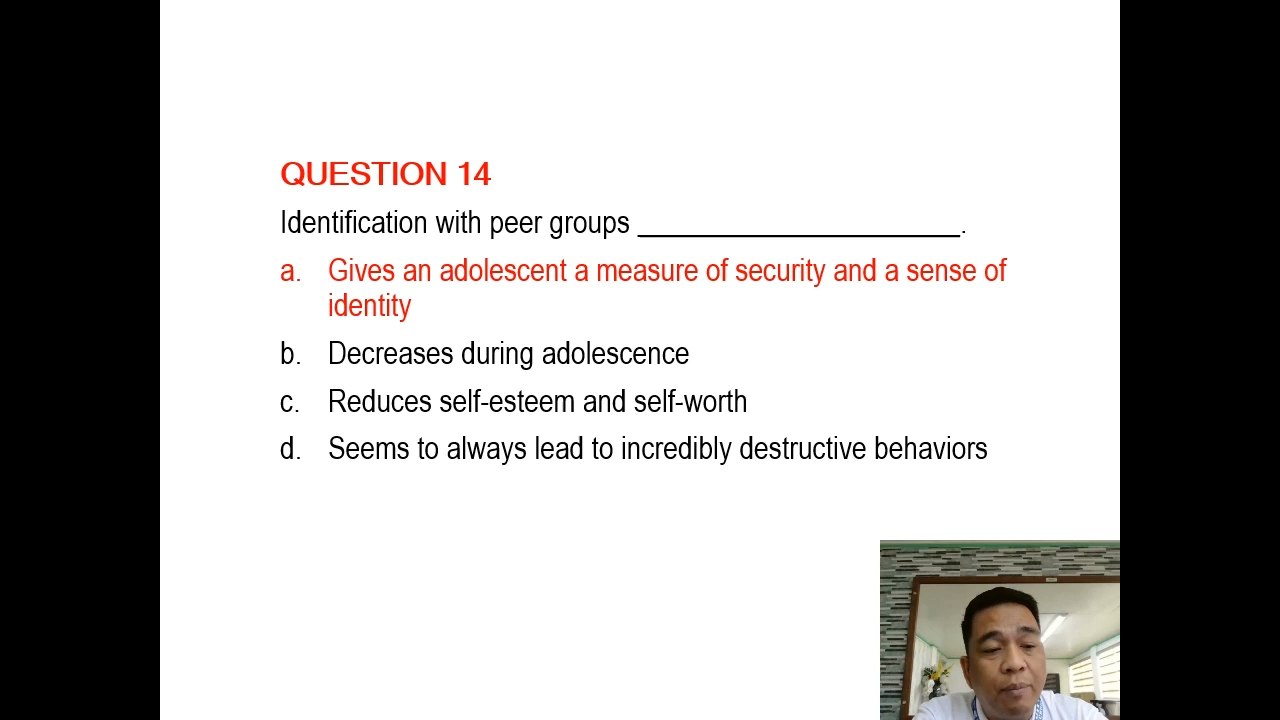 QUESTION 14
Identification with peer groups ______________________.
a. Gives an adolescent a measure of security and a sense of
identity
b. Decreases during adolescence
c. Reduces self-esteem and self-worth
d. Seems to always lead to incredibly destructive behaviors